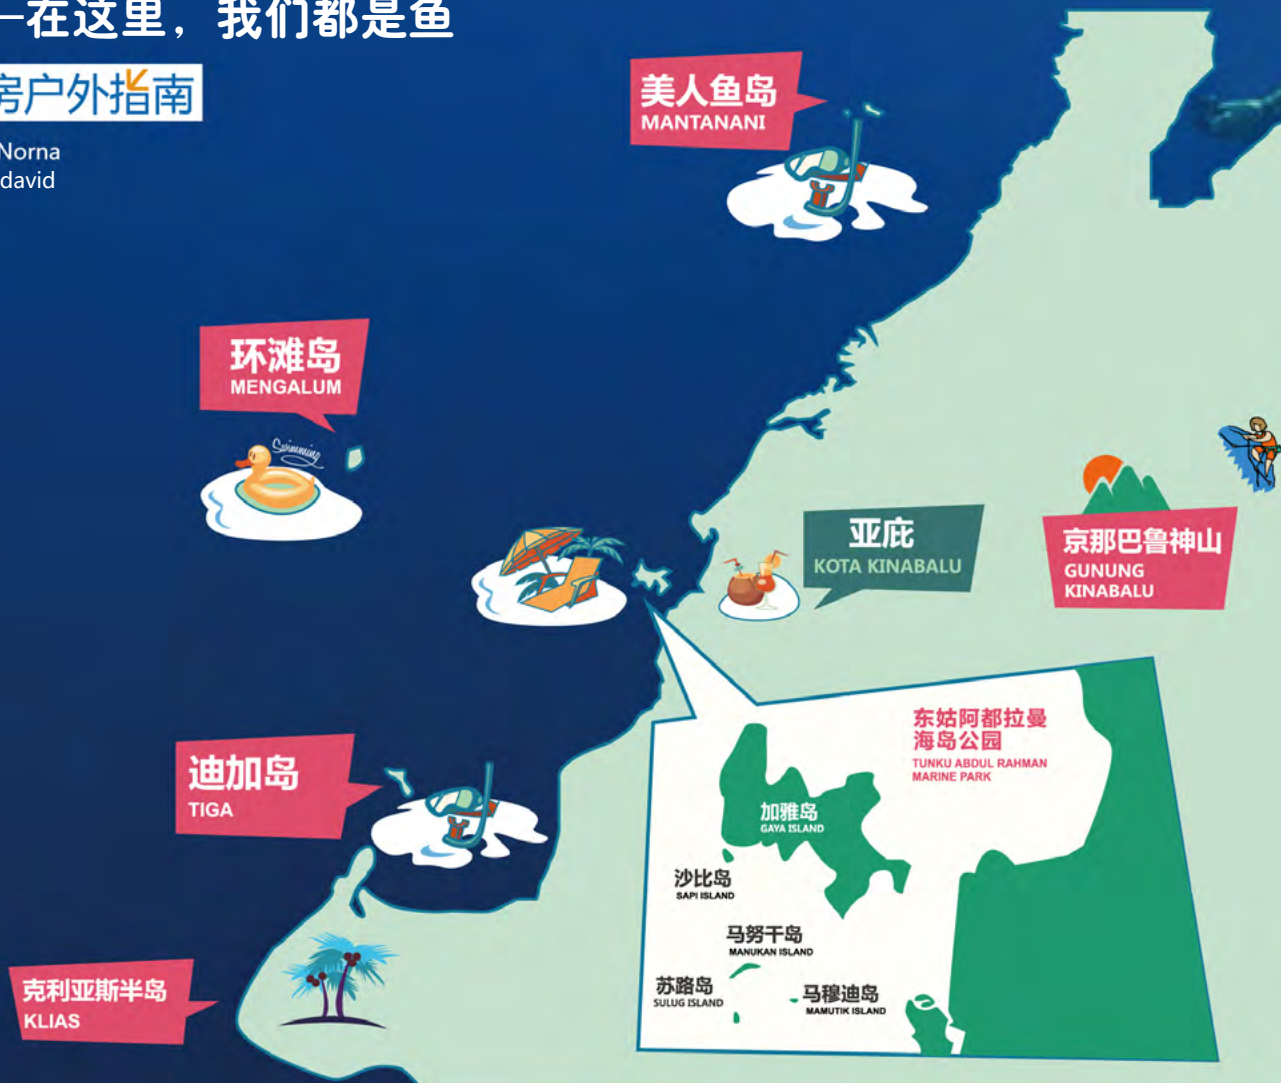 —在这里，我们都是鱼
房户外指南
Norna
david
美人鱼岛
MANTANANI
环滩岛
MENGALUM
Swimming
亚庇
KOTA KINABALU
京那巴鲁神山
GUNUNG
KINABALU
东姑阿都拉曼
海岛公园
TUNKU ABDUL RAHMAN
MARINE PARK
迪加岛
TIGA
加雅岛
GAYA ISLAND
沙比岛
SAPI ISLAND
马努干岛
MANUKAN ISLAND
苏路岛
SULUG ISLAND
马穆迪岛
MAMUTIK ISLAND
克利亚斯半岛
KLIAS